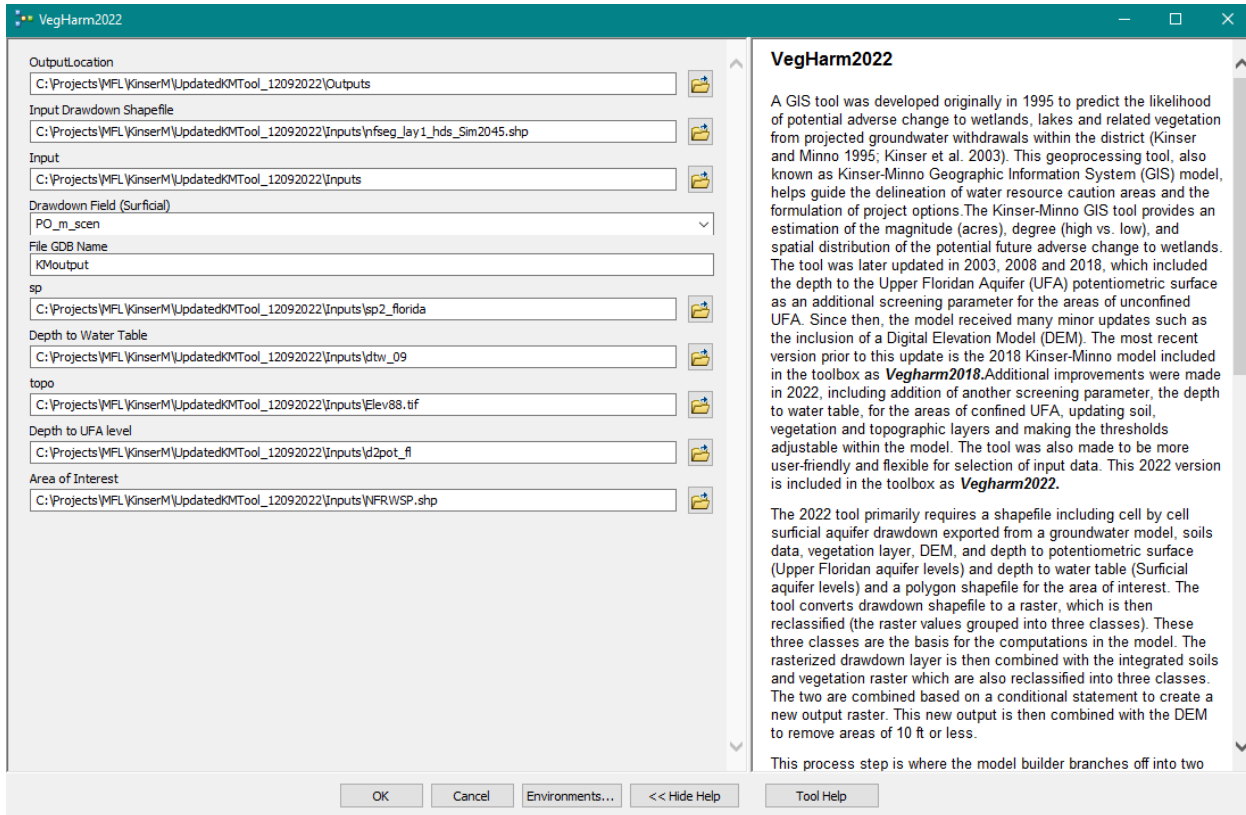 VegHarm2022
OutputLocation
C:\Projects\MFL\KinserM\UpdatedKMTool_12092022\Outputs
Input Drawdown Shapefile
C:\Projects\MFL\KinserM\UpdatedKMTool_12092022\Inputs\nfseg_lay1_hds_Sim2045.shp
Input
C:\Projects\MFL\KinserM\UpdatedKMTool_12092022\Inputs
Drawdown Field (Surficial)
PO_m_scen
File GDB Name
KMoutput
sp
C:\Projects\MFL\KinserM\UpdatedKMTool_12092022\Inputs\sp2_florida
Depth to Water Table
C:\Projects\MFL\KinserM\UpdatedKMTool_12092022\Inputs\dtw_09
topo
C:\Projects\MFL\KinserM\UpdatedKMTool_12092022\Inputs\Elev88.tif
Depth to UFA level
C:\Projects\MFL\KinserM\UpdatedKMTool_12092022\Inputs\d2pot_fl
Area of Interest
C:\Projects\MFL\KinserM\UpdatedKMTool_12092022\Inputs\NFRWSP.shp
VegHarm2022
A GIS tool was developed originally in 1995 to predict the likelihood
of potential adverse change to wetlands, lakes and related vegetation
from projected groundwater withdrawals within the district (Kinser
and Minno 1995; Kinser et al. 2003). This geoprocessing tool, also
known as Kinser-Minno Geographic Information System (GIS) model,
helps guide the delineation of water resource caution areas and the
formulation of project options.The Kinser-Minno GIS tool provides an
estimation of the magnitude (acres), degree (high vs. low), and
spatial distribution of the potential future adverse change to wetlands.
The tool was later updated in 2003, 2008 and 2018, which included
the depth to the Upper Floridan Aquifer (UFA) potentiometric surface
as an additional screening parameter for the areas of unconfined
UFA. Since then, the model received many minor updates such as
the inclusion of a Digital Elevation Model (DEM). The most recent
version prior to this update is the 2018 Kinser-Minno model included
in the toolbox as Vegharm2018.Additional improvements were made
in 2022, including addition of another screening parameter, the depth
to water table, for the areas of confined UFA, updating soil,
vegetation and topographic layers and making the thresholds
adjustable within the model. The tool was also made to be more
user-friendly and flexible for selection of input data. This 2022 version
is included in the toolbox as Vegharm2022.
The 2022 tool primarily requires a shapefile including cell by cell
surficial aquifer drawdown exported from a groundwater model, soils
data, vegetation layer, DEM, and depth to potentiometric surface
(Upper Floridan aquifer levels) and depth to water table (Surficial
aquifer levels) and a polygon shapefile for the area of interest. The
tool converts drawdown shapefile to a raster, which is then
reclassified (the raster values grouped into three classes). These
three classes are the basis for the computations in the model. The
rasterized drawdown layer is then combined with the integrated soils
and vegetation raster which are also reclassified into three classes.
The two are combined based on a conditional statement to create a
new output raster. This new output is then combined with the DEM
to remove areas of 10 ft or less.
This process step is where the model builder branches off into two
OK
Cancel
Environments...
<< Hide Help
Tool Help